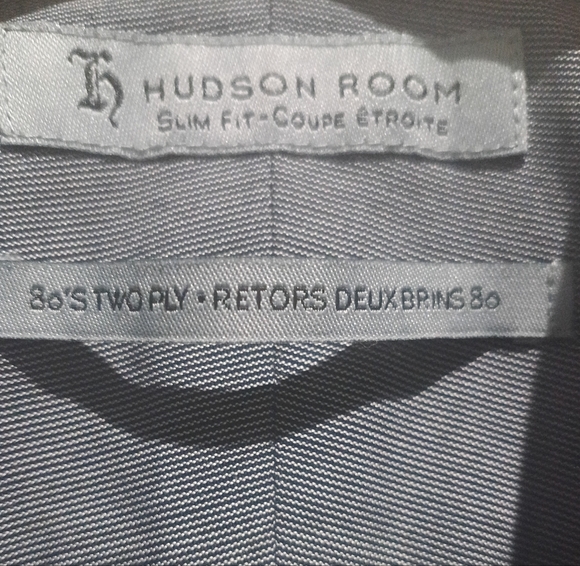 H HUDSON ROOM
SLIM FIT-COUPE ÉTROITE
80'S TWO PLY • RETORS DEUX BRINS 80